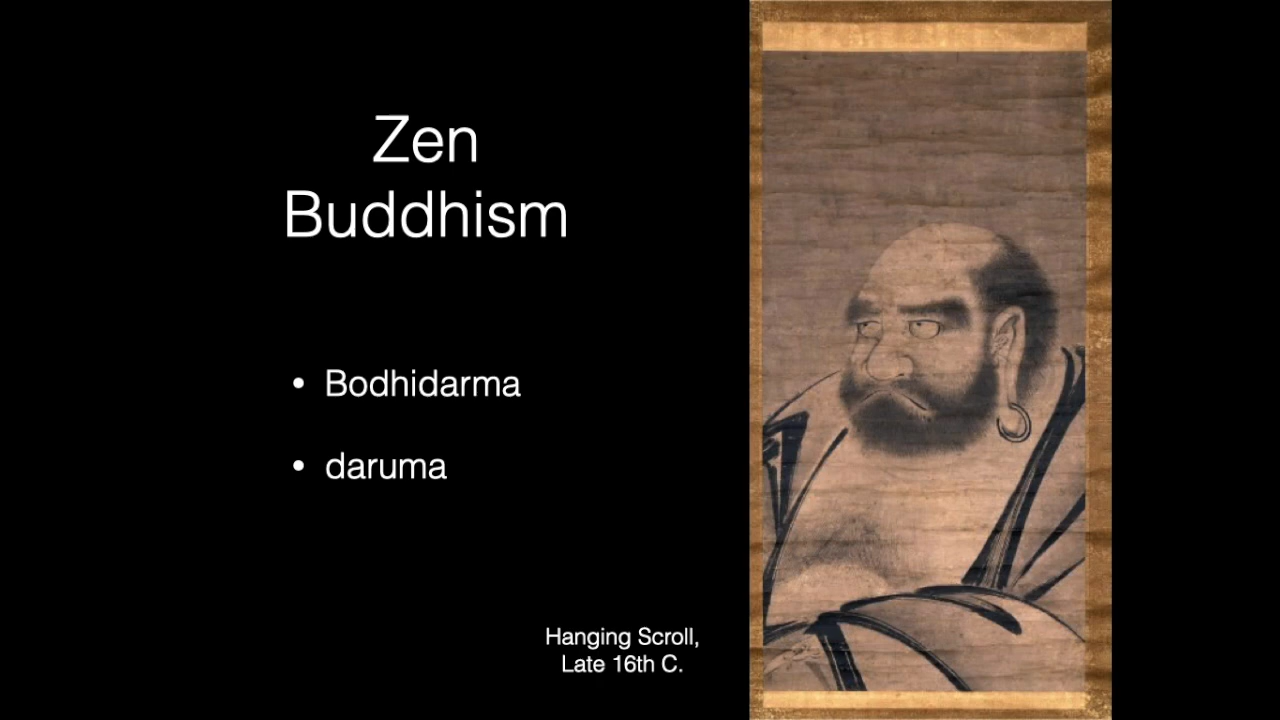 Zen
Buddhism
• Bodhidarma
• daruma
Hanging Scroll,
Late 16th C.